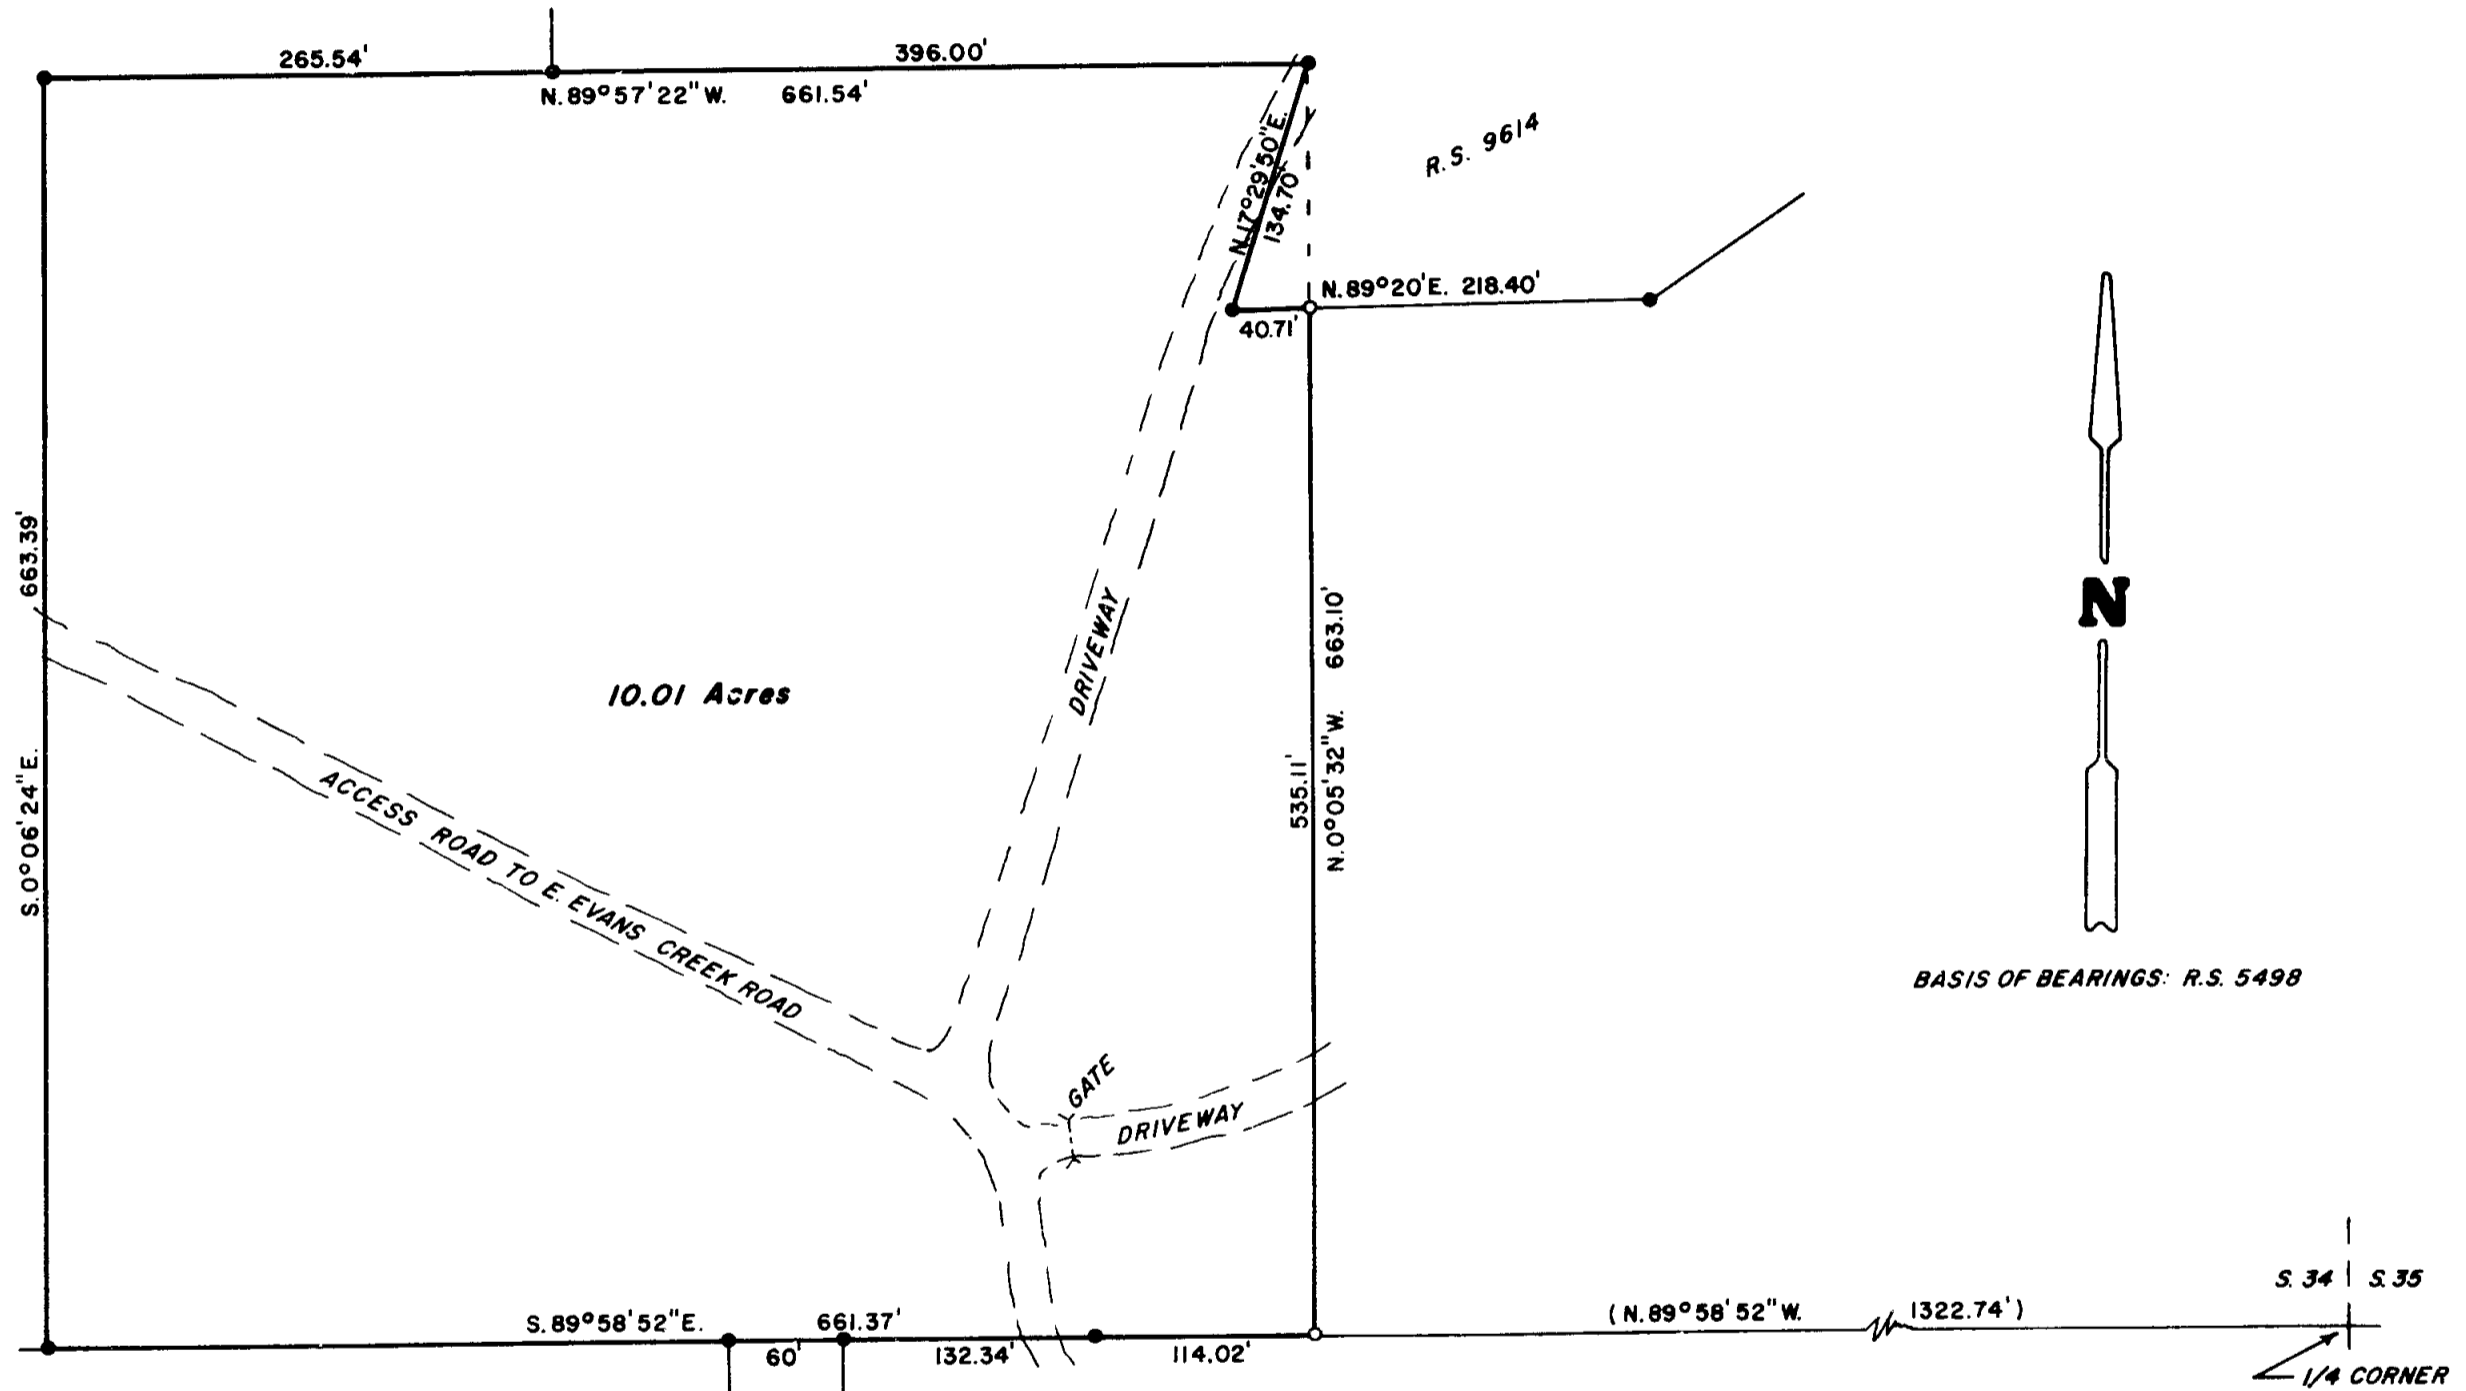 265.54'
396.00'
N. 89° 57' 22" W. 661.54'
R.S. 9614
N. 17° 29' 50" E.
134.70'
N. 89° 20' E. 218.40'
40.71'
663.39'
S. 0° 06' 24" E.
10.01 Acres
DRIVEWAY
535.11'
N. 0° 05' 32" W. 663.10'
N
ACCESS ROAD TO E. EVANS CREEK ROAD
BASIS OF BEARINGS: R.S. 5498
GATE
DRIVEWAY
S. 34
S. 35
S. 89° 58' 52" E. 661.37'
( N. 89° 58' 52" W. 1322.74' )
60'
132.34'
114.02'
1/4 CORNER